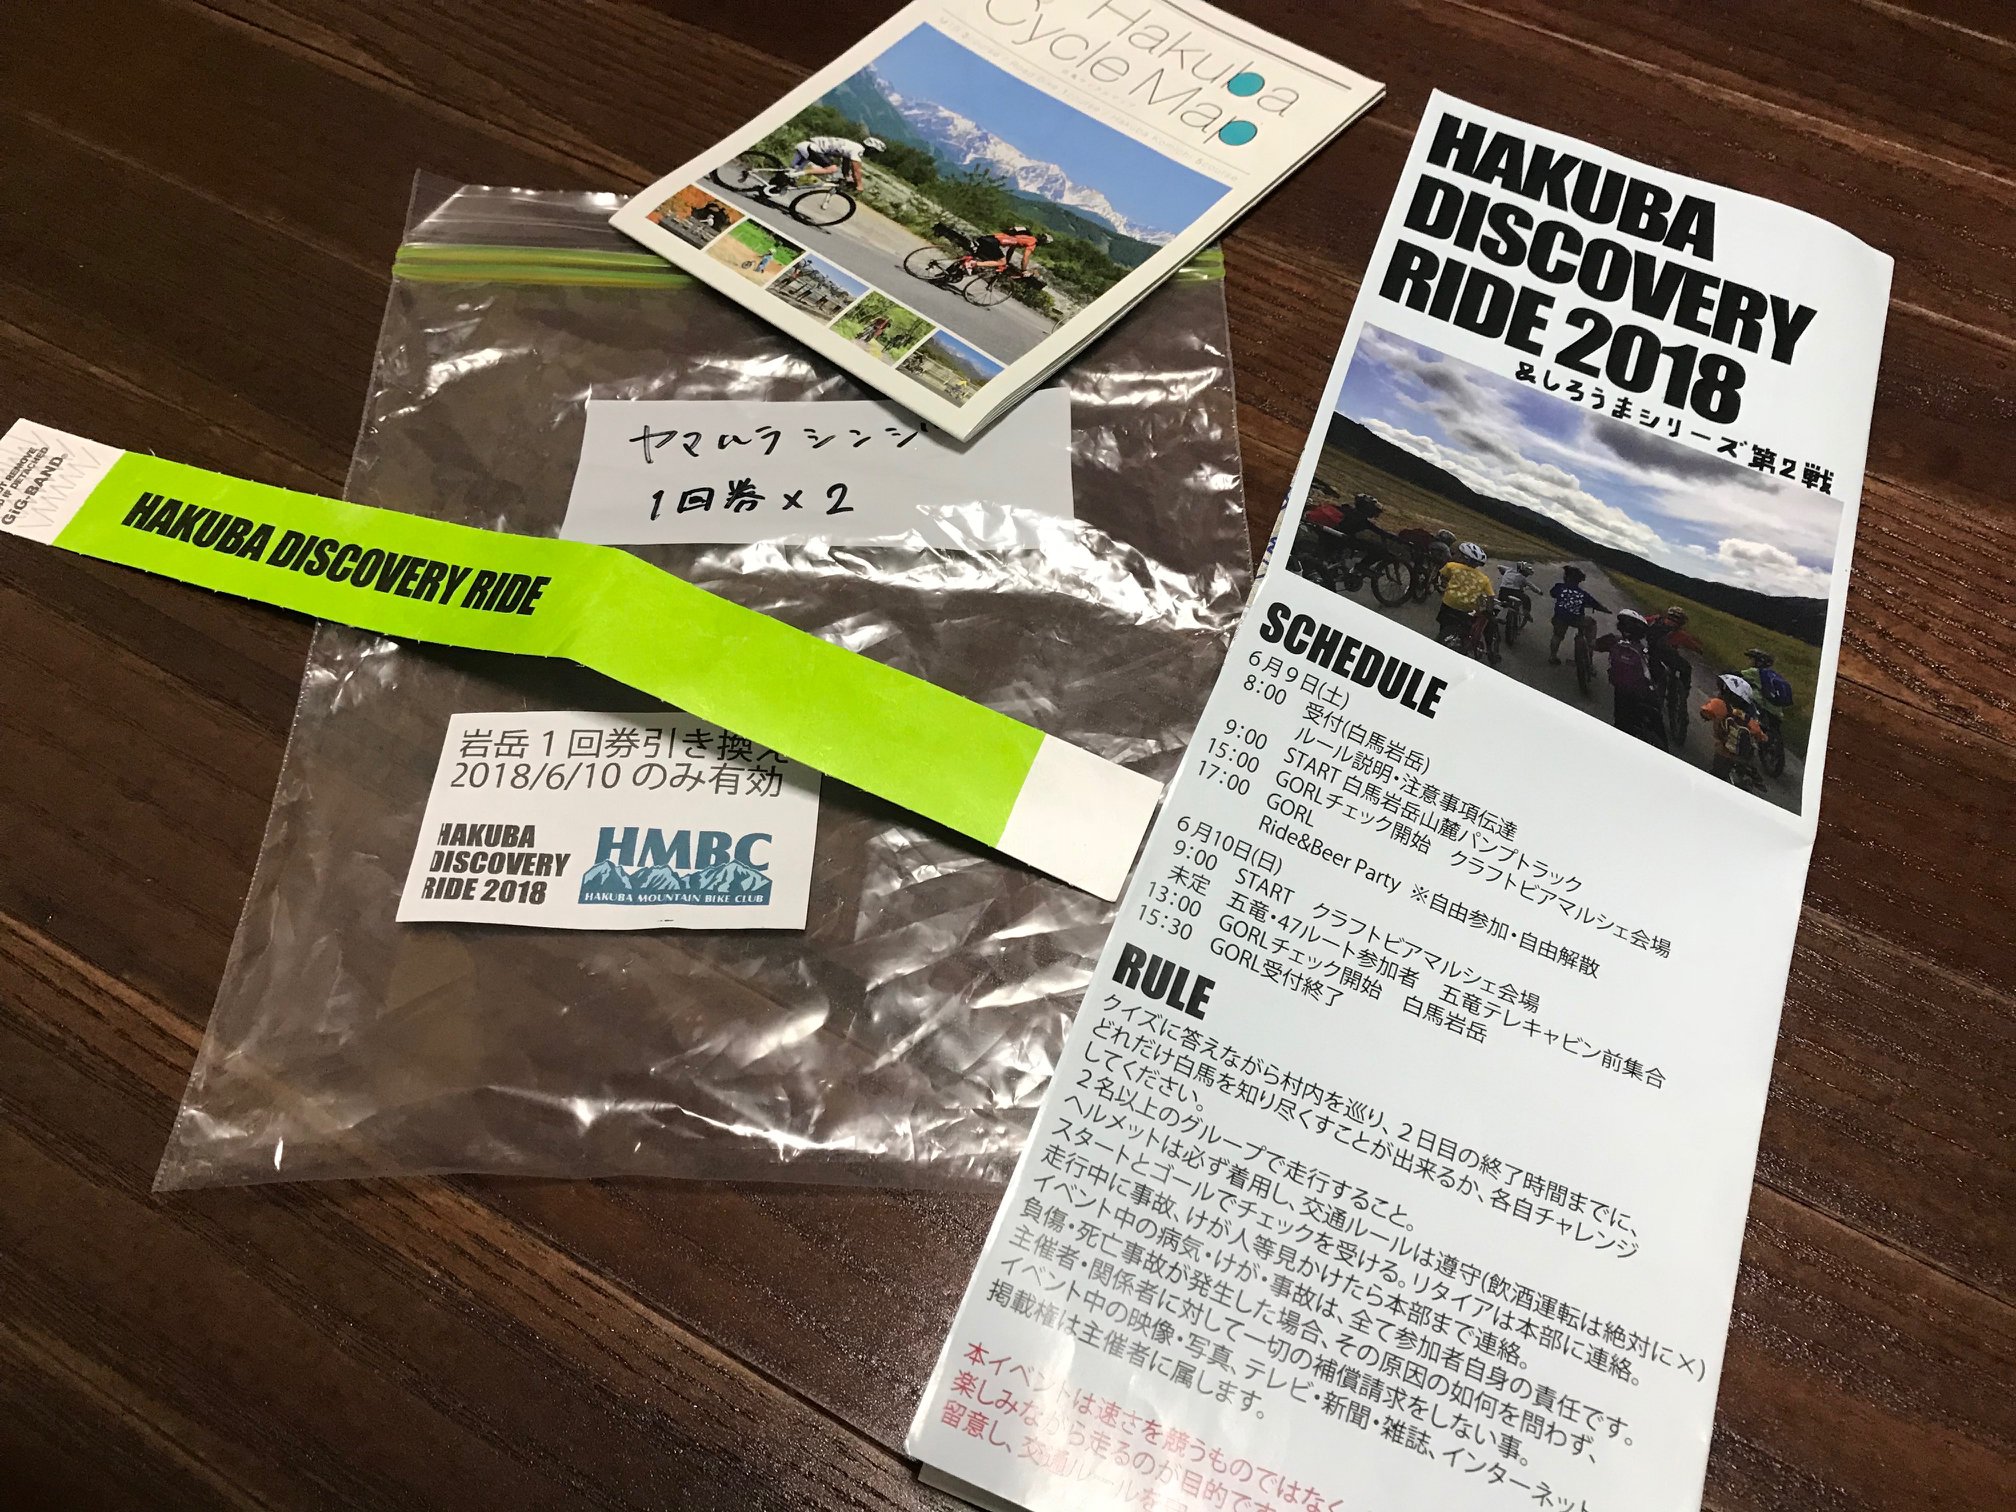 Hakuba
Cycle Map
HAKUBA
DISCOVERY
RIDE 2018
&しろうまシリーズ第2戦
ヤマムラシンジ
1回券×2
NOT REMOVE
IF DETACHED
GiG-BAND
HAKUBA DISCOVERY RIDE
岩岳1回券引き換え
2018/6/10のみ有効
HAKUBA
DISCOVERY
RIDE 2018
HMBC
HAKUBA MOUNTAIN BIKE CLUB
SCHEDULE
6月9日(土)
8:00 受付(白馬岩岳)
ルール説明・注意事項伝達
9:00 START 白馬岩岳山麓パンプトラック
15:00 GORLチェック開始 クラフトビアマルシェ会場
17:00 GORL
Ride&Beer Party ※自由参加・自由解散
6月10日(日)
9:00 START クラフトビアマルシェ会場
未定 五竜・47ルート参加者 五竜テレキャビン前集合
13:00 GORLチェック開始 白馬岩岳
15:30 GORL受付終了
RULE
クイズに答えながら村内を巡り、2日目の終了時間までに、
どれだけ白馬を知り尽くすことが出来るか、各自チャレンジ
してください。
2名以上のグループで走行すること。
ヘルメットは必ず着用し、交通ルールは遵守(飲酒運転は絶対に×)
スタートとゴールでチェックを受ける。リタイアは本部に連絡。
走行中に事故、けが人等見かけたら本部まで連絡。
イベント中の病気・けが・事故は、全て参加者自身の責任です。
負傷・死亡事故が発生した場合、その原因の如何を問わず、
主催者・関係者に対して一切の補償請求をしない事。
イベント中の映像・写真、テレビ・新聞・雑誌、インターネット
掲載権は主催者に属します。
本イベントは速さを競うものではなく
楽しみながら走るのが目的です
留意し、交通ルールを